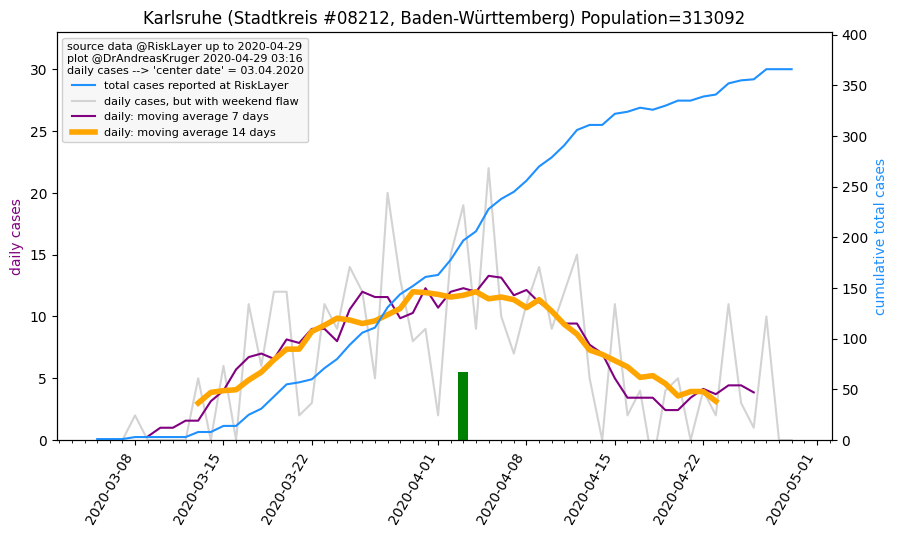 Karlsruhe (Stadtkreis #08212, Baden-Württemberg) Population=313092
source data @RiskLayer up to 2020-04-29
plot @DrAndreasKruger 2020-04-29 03:16
daily cases --> 'center date' = 03.04.2020
total cases reported at RiskLayer
daily cases, but with weekend flaw
daily: moving average 7 days
daily: moving average 14 days
daily cases
30
25
20
15
10
5
0
400
350
300
250
200
150
100
50
0
cumulative total cases
2020-03-08
2020-03-15
2020-03-22
2020-04-01
2020-04-08
2020-04-15
2020-04-22
2020-05-01